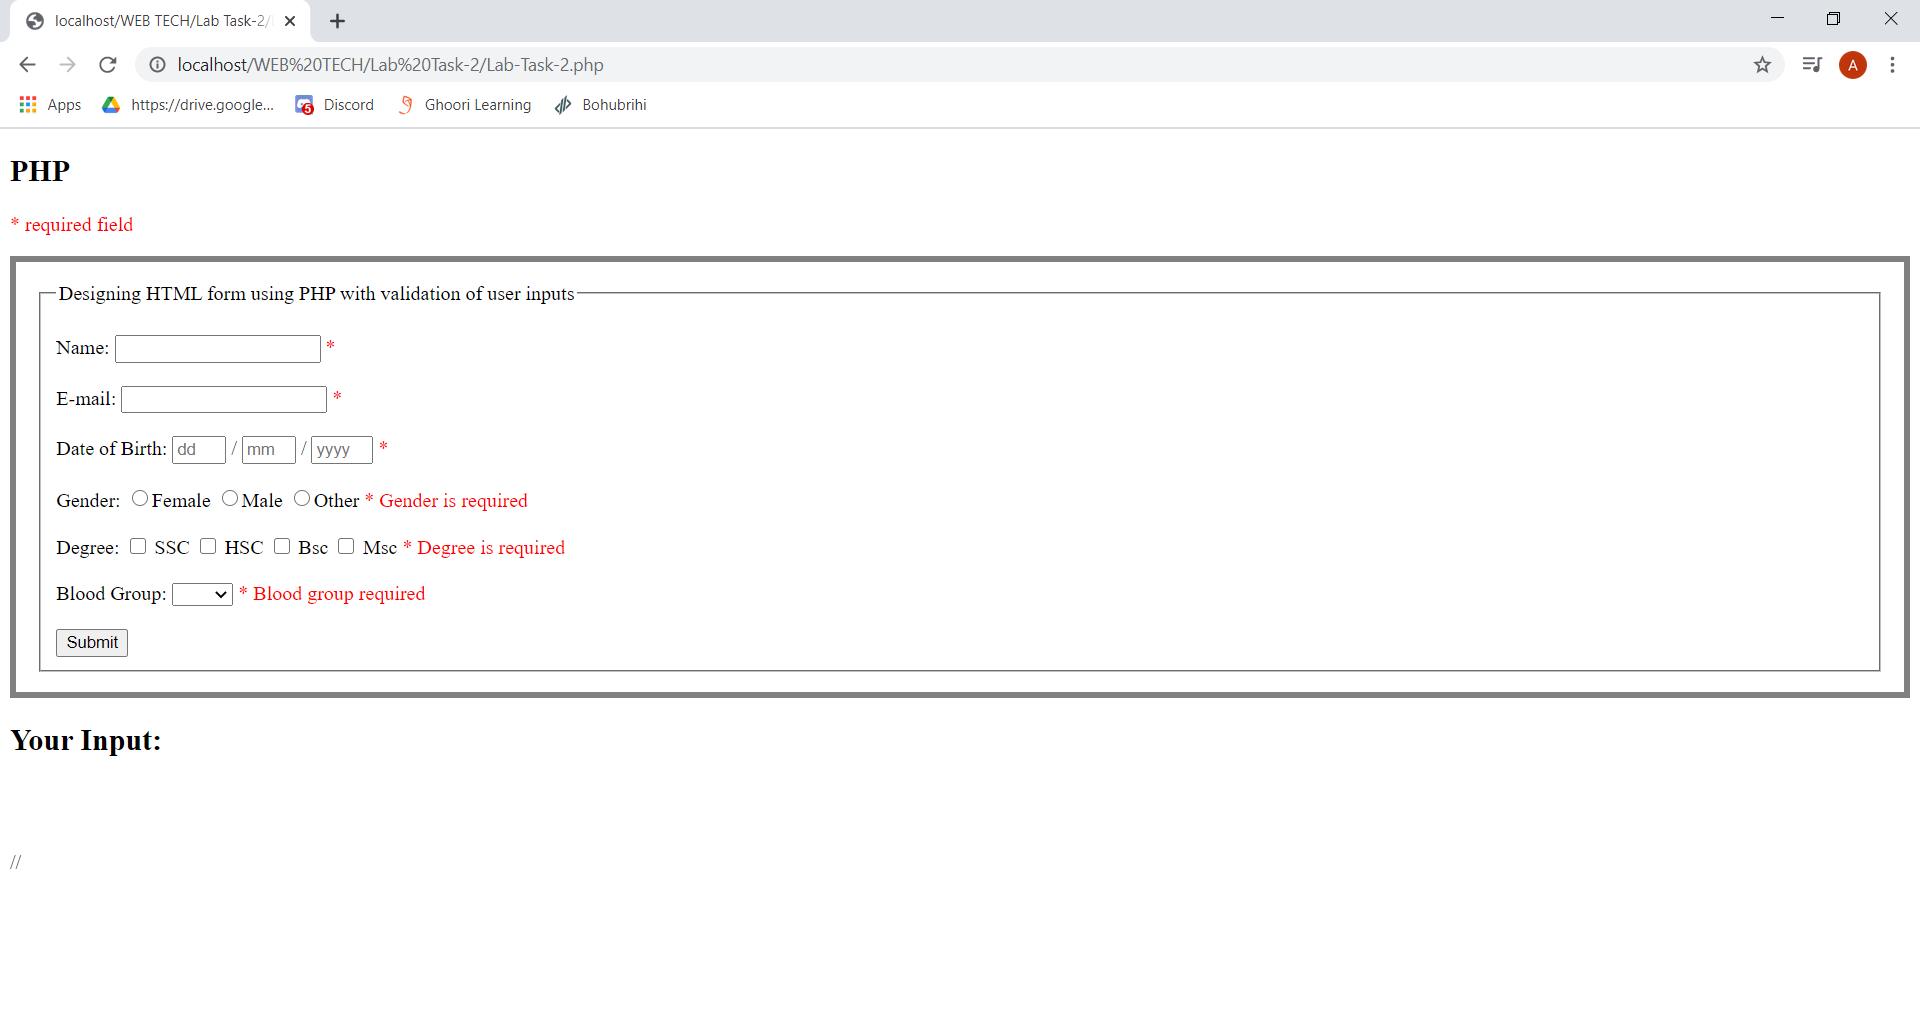 localhost/WEB TECH/Lab Task-2/
localhost/WEB%20TECH/Lab%20Task-2/Lab-Task-2.php
A
Apps https://drive.google... 5 Discord Ghoori Learning Bohubrihi
PHP
* required field
Designing HTML form using PHP with validation of user inputs
Name: *
E-mail: *
Date of Birth: dd / mm / yyyy *
Gender: Female Male Other * Gender is required
Degree: SSC HSC Bsc Msc * Degree is required
Blood Group: * Blood group required
Submit
Your Input:
//